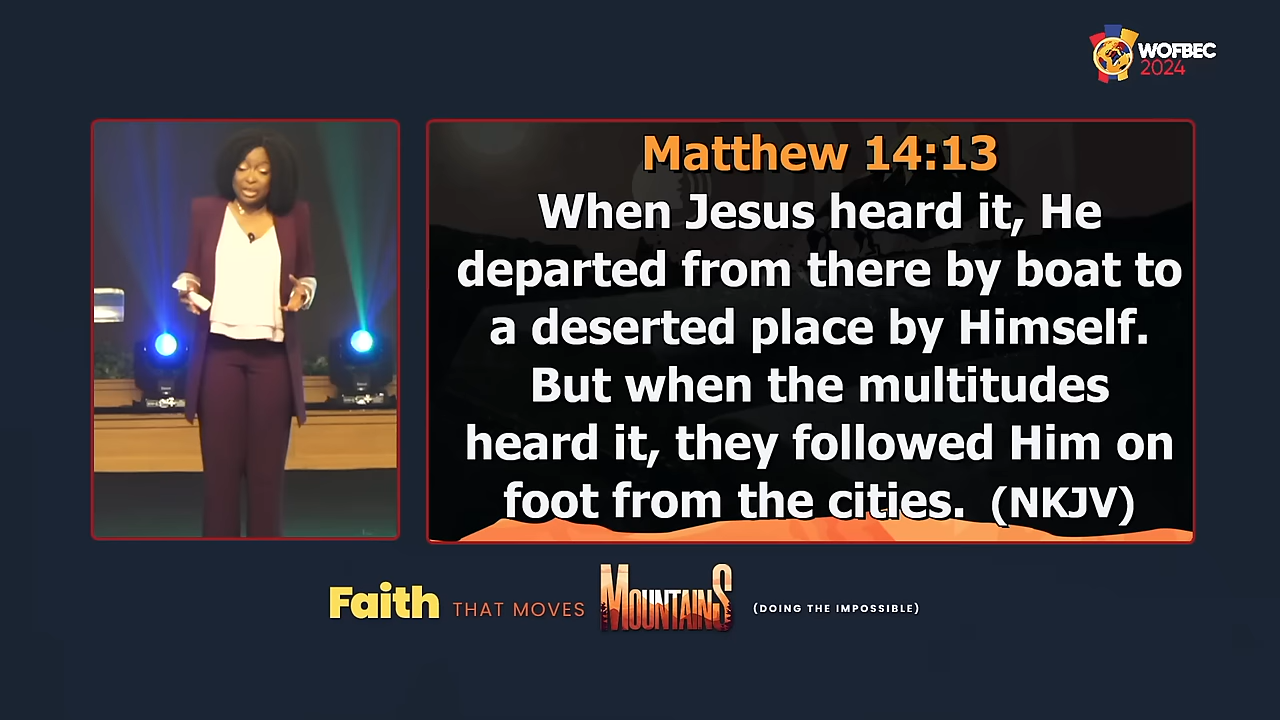 WOFBEC
2024
Matthew 14:13
When Jesus heard it, He
departed from there by boat to
a deserted place by Himself.
But when the multitudes
heard it, they followed Him on
foot from the cities. (NKJV)
Faith THAT MOVES MOUNTAINS (DOING THE IMPOSSIBLE)